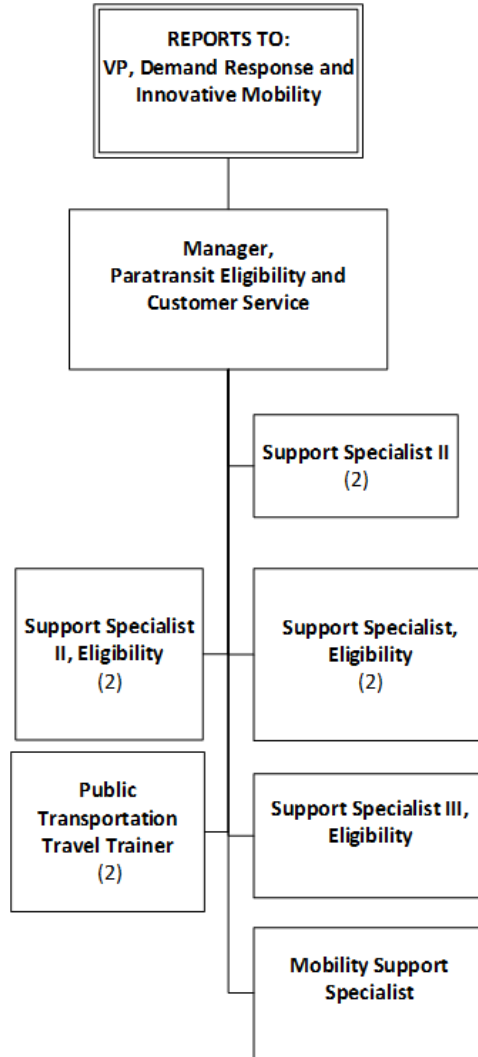 REPORTS TO:
VP, Demand Response and
Innovative Mobility
Manager,
Paratransit Eligibility and
Customer Service
Support Specialist II
(2)
Support Specialist
II, Eligibility
(2)
Support Specialist,
Eligibility
(2)
Public
Transportation
Travel Trainer
(2)
Support Specialist III,
Eligibility
Mobility Support
Specialist